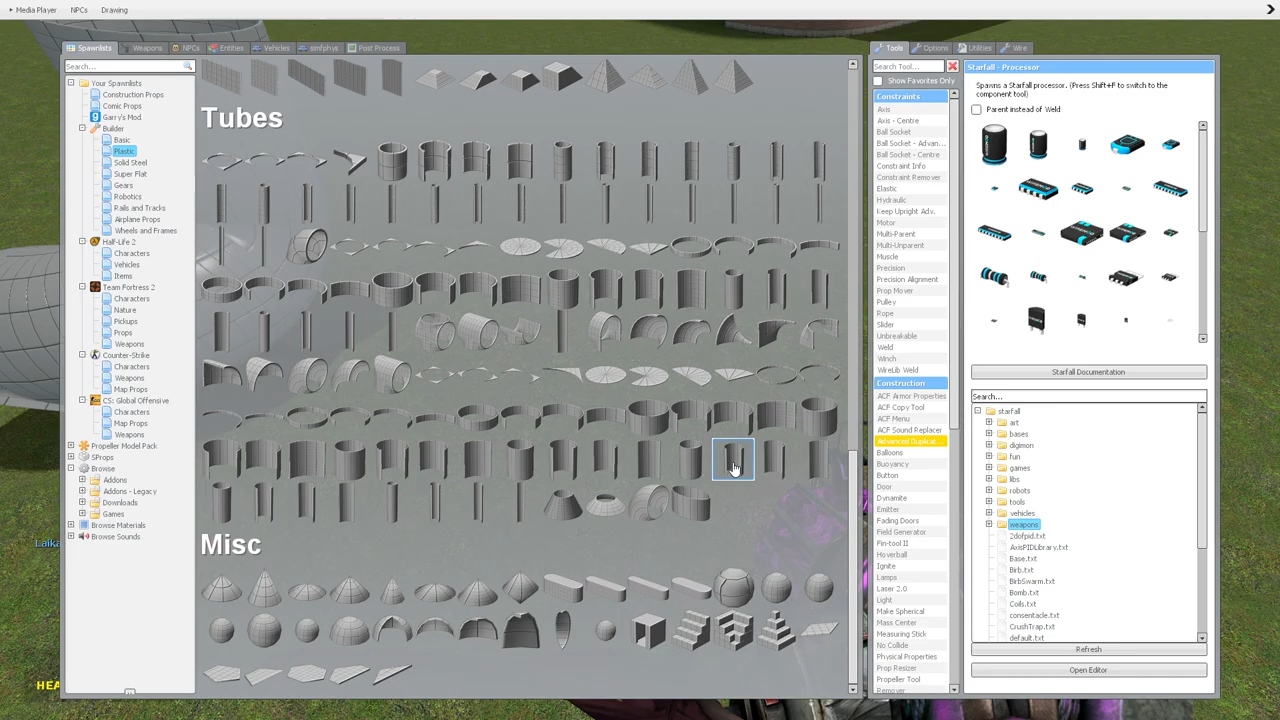 Media Player
NPCs
Drawing
Spawnlists
Weapons
NPCs
Entities
Vehicles
simfphys
Post Process
Search...
Your Spawnlists
Construction Props
Comic Props
Garry's Mod
Builder
Basic
Plastic
Solid Steel
Super Flat
Gears
Robotics
Rails and Tracks
Airplane Props
Wheels and Frames
Half-Life 2
Characters
Vehicles
Items
Team Fortress 2
Characters
Nature
Pickups
Props
Weapons
Counter-Strike
Characters
Weapons
Map Props
CS: Global Offensive
Characters
Map Props
Weapons
Propeller Model Pack
SProps
Browse
Addons
Addons - Legacy
Downloads
Games
Browse Materials
Browse Sounds
Tubes
Misc
Tools
Options
Utilities
Wire
Search Tool...
Show Favorites Only
Constraints
Axis
Axis - Centre
Ball Socket
Ball Socket - Advan...
Ball Socket - Centre
Constraint Info
Constraint Remover
Elastic
Hydraulic
Keep Upright Adv.
Motor
Multi-Parent
Multi-Unparent
Muscle
Precision
Precision Alignment
Prop Mover
Pulley
Rope
Slider
Unbreakable
Weld
Winch
WireLib Weld
Construction
ACF Armor Properties
ACF Copy Tool
ACF Menu
ACF Sound Replacer
Advanced Duplicat...
Balloons
Buoyancy
Button
Door
Dynamite
Emitter
Fading Doors
Field Generator
Fin-tool II
Hoverball
Ignite
Lamps
Laser 2.0
Light
Make Spherical
Mass Center
Measuring Stick
No Collide
Physical Properties
Prop Resizer
Propeller Tool
Remover
Starfall - Processor
Spawns a Starfall processor. (Press Shift+F to switch to the
component tool)
Parent instead of Weld
Starfall Documentation
Search...
starfall
art
bases
digimon
fun
games
libs
robots
tools
vehicles
weapons
2dofpid.txt
AxisPIDLibrary.txt
Base.txt
Birb.txt
BirbSwarm.txt
Bomb.txt
Coils.txt
consentacle.txt
CrushTrap.txt
default.txt
Refresh
Open Editor